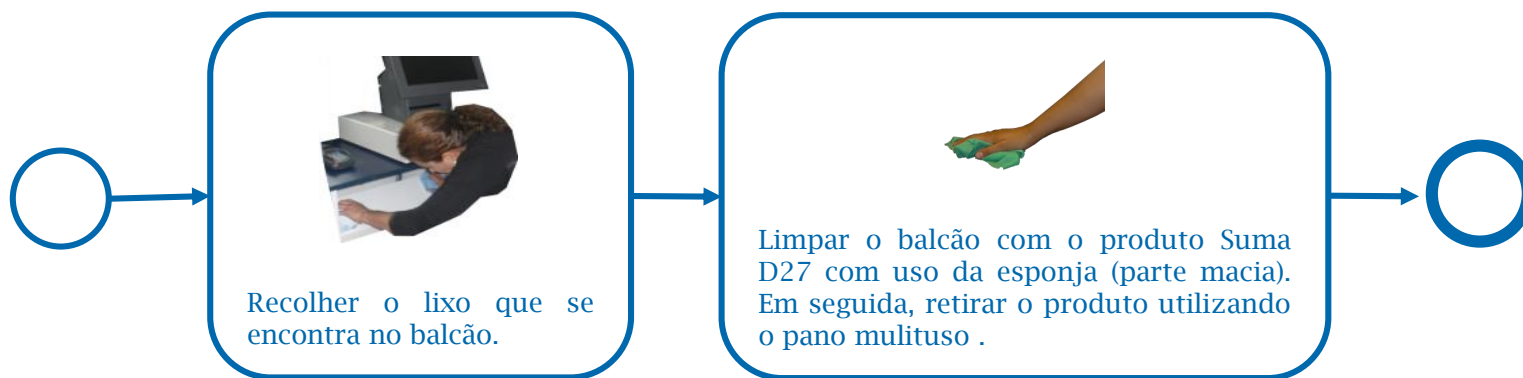 Recolher o lixo que se
encontra no balcão.
Limpar o balcão com o produto Suma
D27 com uso da esponja (parte macia).
Em seguida, retirar o produto utilizando
o pano mulituso .